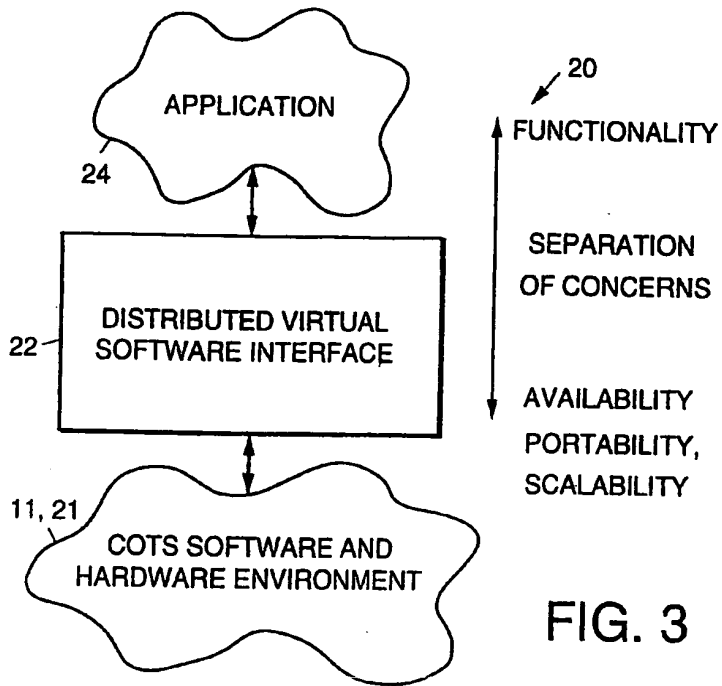 APPLICATION
24
20
FUNCTIONALITY
SEPARATION
OF CONCERNS
DISTRIBUTED VIRTUAL
SOFTWARE INTERFACE
22
AVAILABILITY
PORTABILITY,
SCALABILITY
11, 21
COTS SOFTWARE AND
HARDWARE ENVIRONMENT
FIG. 3